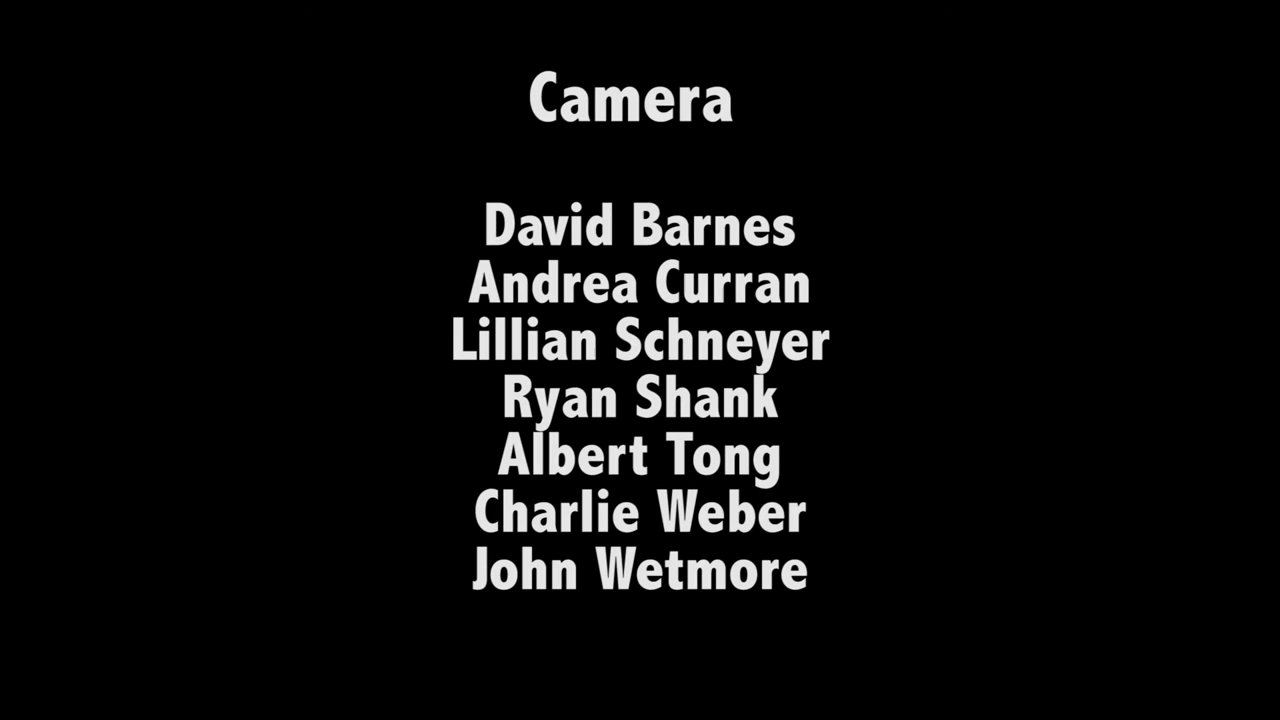 Camera
David Barnes
Andrea Curran
Lillian Schneyer
Ryan Shank
Albert Tong
Charlie Weber
John Wetmore